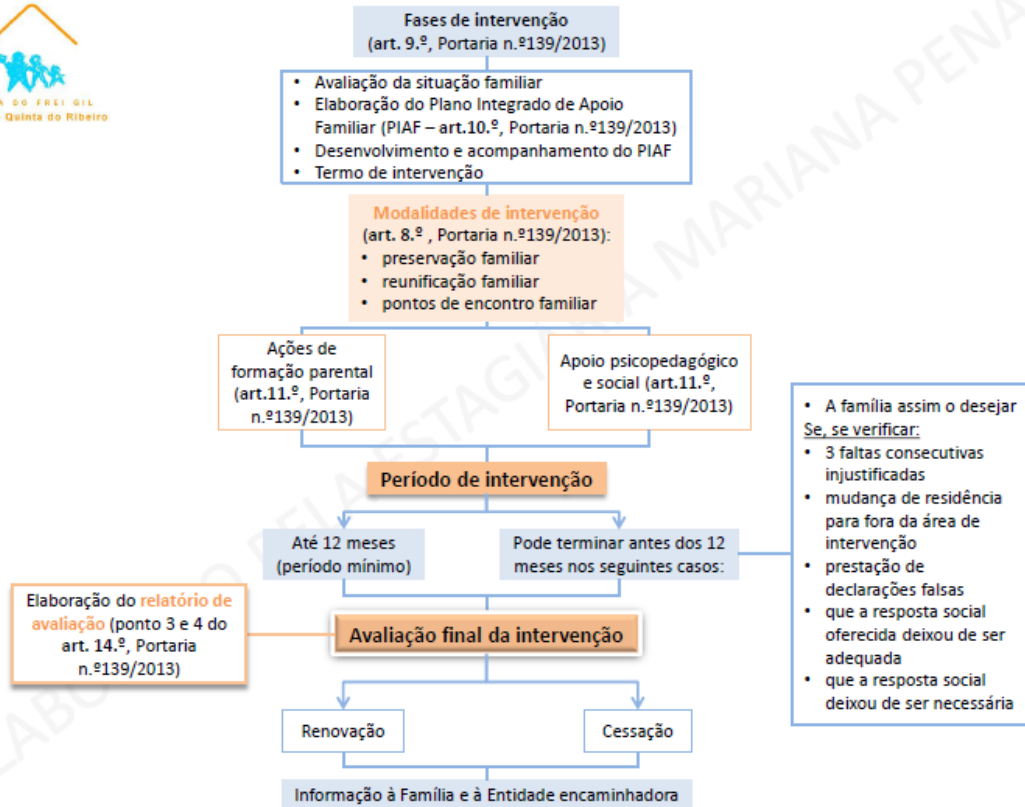 A DO FREI GIL
Quinta do Ribeiro
Fases de intervenção
(art. 9.º, Portaria n.º139/2013)
• Avaliação da situação familiar
• Elaboração do Plano Integrado de Apoio
Familiar (PIAF – art.10.º, Portaria n.º139/2013)
• Desenvolvimento e acompanhamento do PIAF
• Termo de intervenção
Modalidades de intervenção
(art. 8.º , Portaria n.º139/2013):
• preservação familiar
• reunificação familiar
• pontos de encontro familiar
Ações de
formação parental
(art.11.º, Portaria
n.º139/2013)
Apoio psicopedagógico
e social (art.11.º,
Portaria n.º139/2013)
Período de intervenção
Até 12 meses
(período mínimo)
Pode terminar antes dos 12
meses nos seguintes casos:
• A família assim o desejar
Se, se verificar:
• 3 faltas consecutivas
injustificadas
• mudança de residência
para fora da área de
intervenção
• prestação de
declarações falsas
• que a resposta social
oferecida deixou de ser
adequada
• que a resposta social
deixou de ser necessária
Elaboração do relatório de
avaliação (ponto 3 e 4 do
art. 14.º, Portaria
n.º139/2013)
Avaliação final da intervenção
Renovação
Cessação
Informação à Família e à Entidade encaminhadora
PELA ESTAGIÁRIA MARIANA PENA